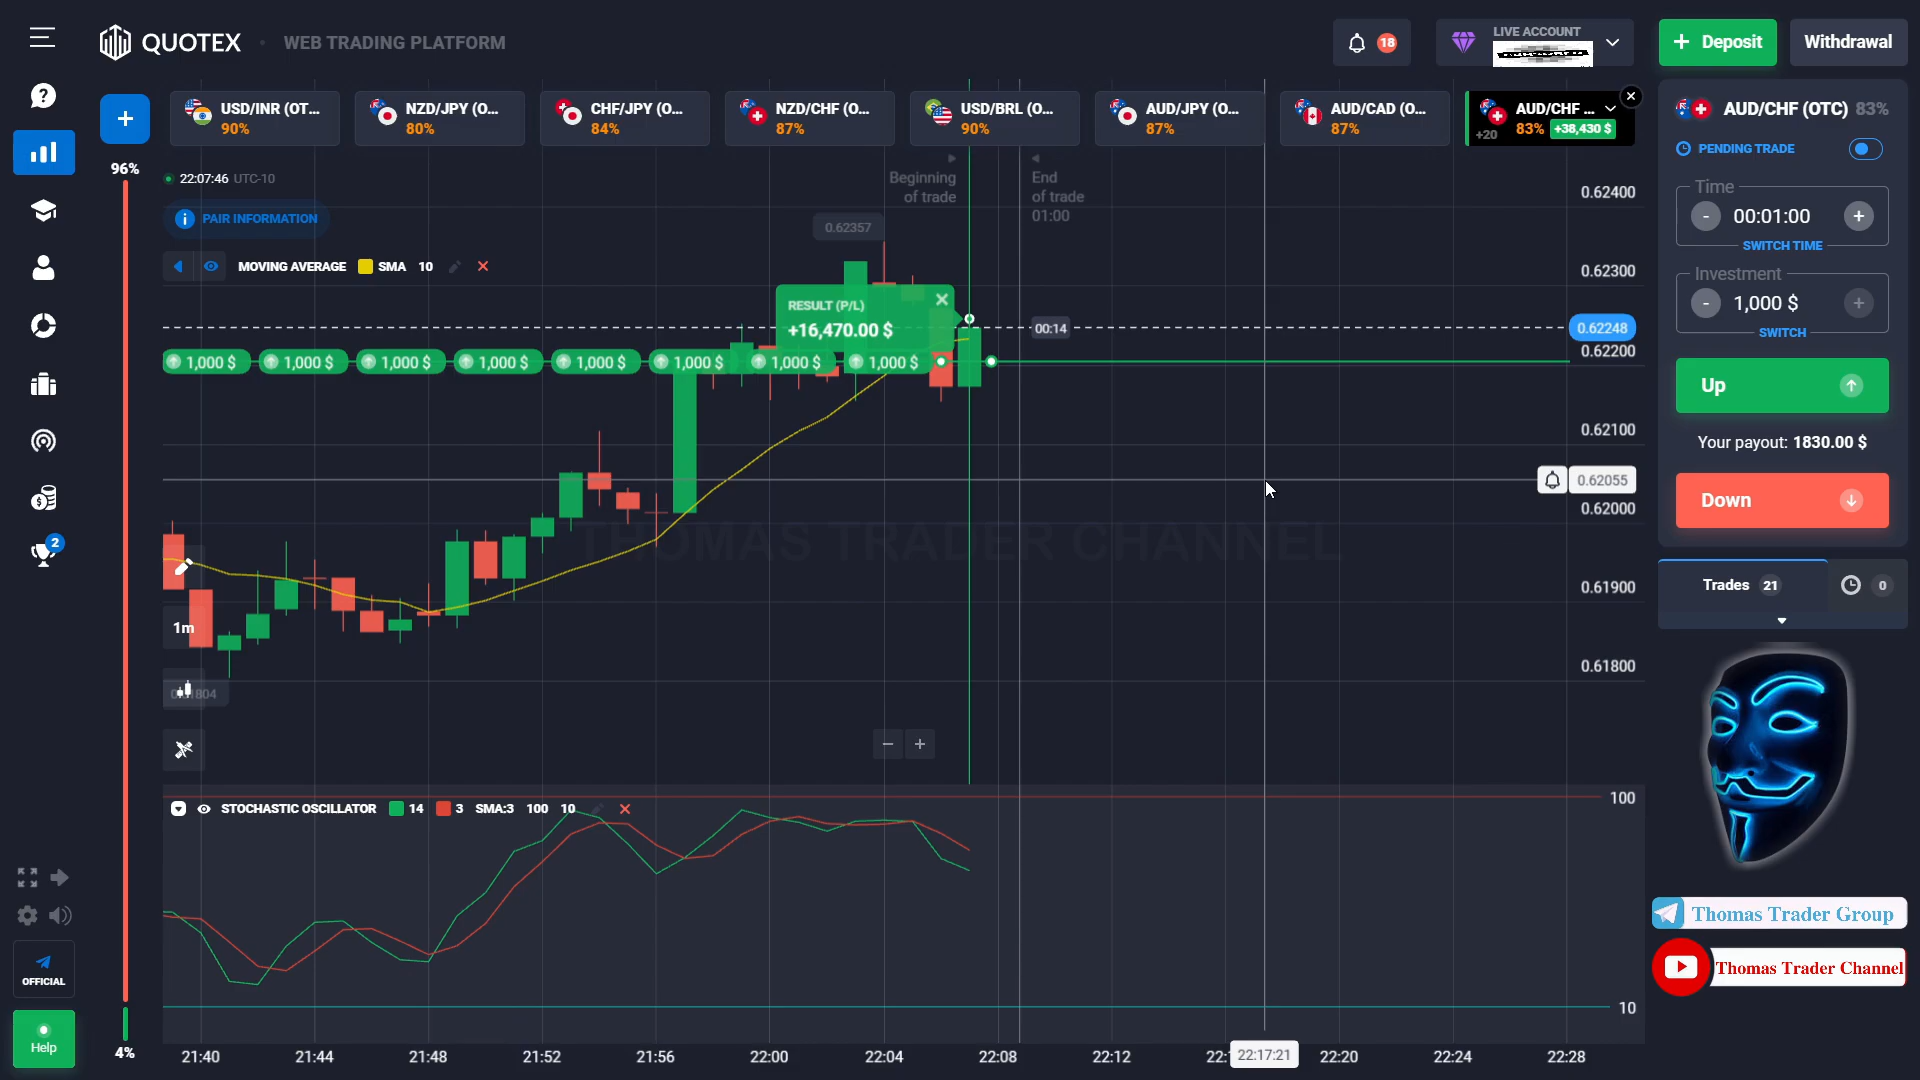 QUOTEX
WEB TRADING PLATFORM
18
LIVE ACCOUNT
+ Deposit
Withdrawal
USD/INR (OT...
90%
NZD/JPY (O...
80%
CHF/JPY (O...
84%
NZD/CHF (O...
87%
USD/BRL (O...
90%
AUD/JPY (O...
87%
AUD/CAD (O...
87%
AUD/CHF ...
+20
83%
+38,430 $
AUD/CHF (OTC) 83%
PENDING TRADE
Time
- 00:01:00 +
SWITCH TIME
Investment
- 1,000 $ +
SWITCH
Up
Your payout: 1830.00 $
Down
Trades 21
0
96%
22:07:46 UTC-10
PAIR INFORMATION
MOVING AVERAGE SMA 10
Beginning
of trade
End
of trade
01:00
0.62357
RESULT (P/L)
+16,470.00 $
00:14
1,000 $
1,000 $
1,000 $
1,000 $
1,000 $
1,000 $
1,000 $
1,000 $
0.62400
0.62300
0.62248
0.62200
0.62100
0.62055
0.62000
0.61900
0.61800
THOMAS TRADER CHANNEL
1m
2
STOCHASTIC OSCILLATOR 14 3 SMA:3 100 10
100
10
21:40
21:44
21:48
21:52
21:56
22:00
22:04
22:08
22:12
22:17:21
22:20
22:24
22:28
OFFICIAL
Help
4%
Thomas Trader Group
Thomas Trader Channel